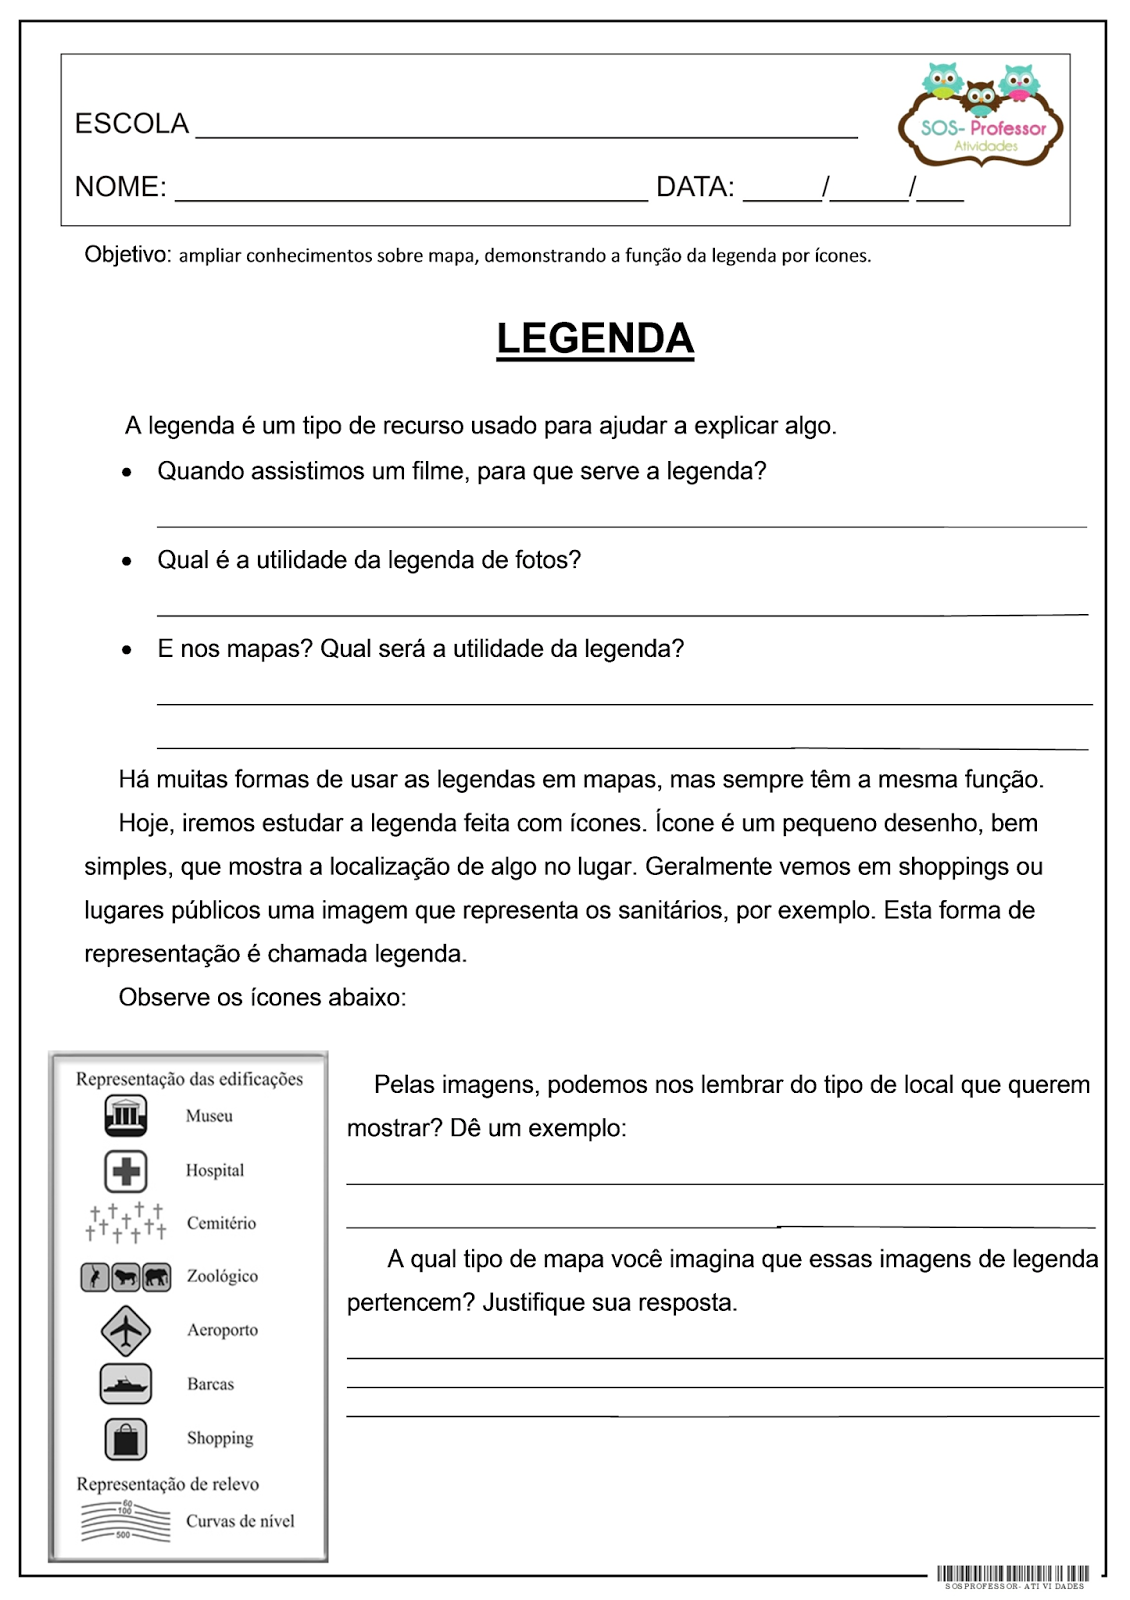 ESCOLA
SOS- Professor
Atividades
NOME: DATA: / /
Objetivo: ampliar conhecimentos sobre mapa, demonstrando a função da legenda por ícones.
LEGENDA
A legenda é um tipo de recurso usado para ajudar a explicar algo.
• Quando assistimos um filme, para que serve a legenda?
• Qual é a utilidade da legenda de fotos?
• E nos mapas? Qual será a utilidade da legenda?
Há muitas formas de usar as legendas em mapas, mas sempre têm a mesma função.
Hoje, iremos estudar a legenda feita com ícones. Ícone é um pequeno desenho, bem
simples, que mostra a localização de algo no lugar. Geralmente vemos em shoppings ou
lugares públicos uma imagem que representa os sanitários, por exemplo. Esta forma de
representação é chamada legenda.
Observe os ícones abaixo:
Representação das edificações
Museu
Hospital
Cemitério
Zoológico
Aeroporto
Barcas
Shopping
Representação de relevo
60
100
500
Curvas de nível
Pelas imagens, podemos nos lembrar do tipo de local que querem
mostrar? Dê um exemplo:
A qual tipo de mapa você imagina que essas imagens de legenda
pertencem? Justifique sua resposta.
SOSPROFESSOR-ATIVIDADES